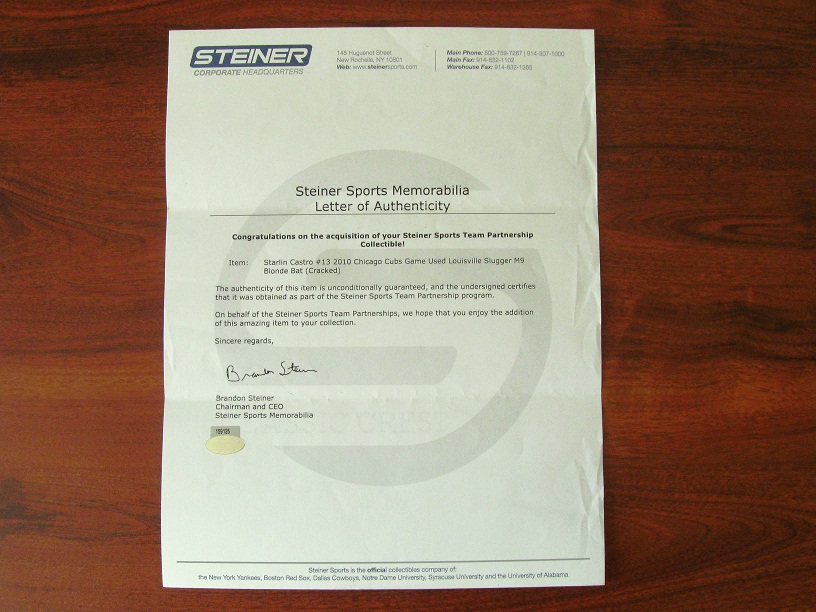 STEINER
CORPORATE HEADQUARTERS
145 Huguenot Street
New Rochelle, NY 10801
Web: www.steinersports.com
Main Phone: 800-759-7267 | 914-307-1000
Main Fax: 914-632-1102
Warehouse Fax: 914-632-1365
Steiner Sports Memorabilia
Letter of Authenticity
Congratulations on the acquisition of your Steiner Sports Team Partnership
Collectible!
Item: Starlin Castro #13 2010 Chicago Cubs Game Used Louisville Slugger M9
Blonde Bat (Cracked)
The authenticity of this item is unconditionally guaranteed, and the undersigned certifies
that it was obtained as part of the Steiner Sports Team Partnership program.
On behalf of the Steiner Sports Team Partnerships, we hope that you enjoy the addition
of this amazing item to your collection.
Sincere regards,
Brandon Steiner
Brandon Steiner
Chairman and CEO
Steiner Sports Memorabilia
Steiner Sports is the official collectibles company of:
the New York Yankees, Boston Red Sox, Dallas Cowboys, Notre Dame University, Syracuse University and the University of Alabama